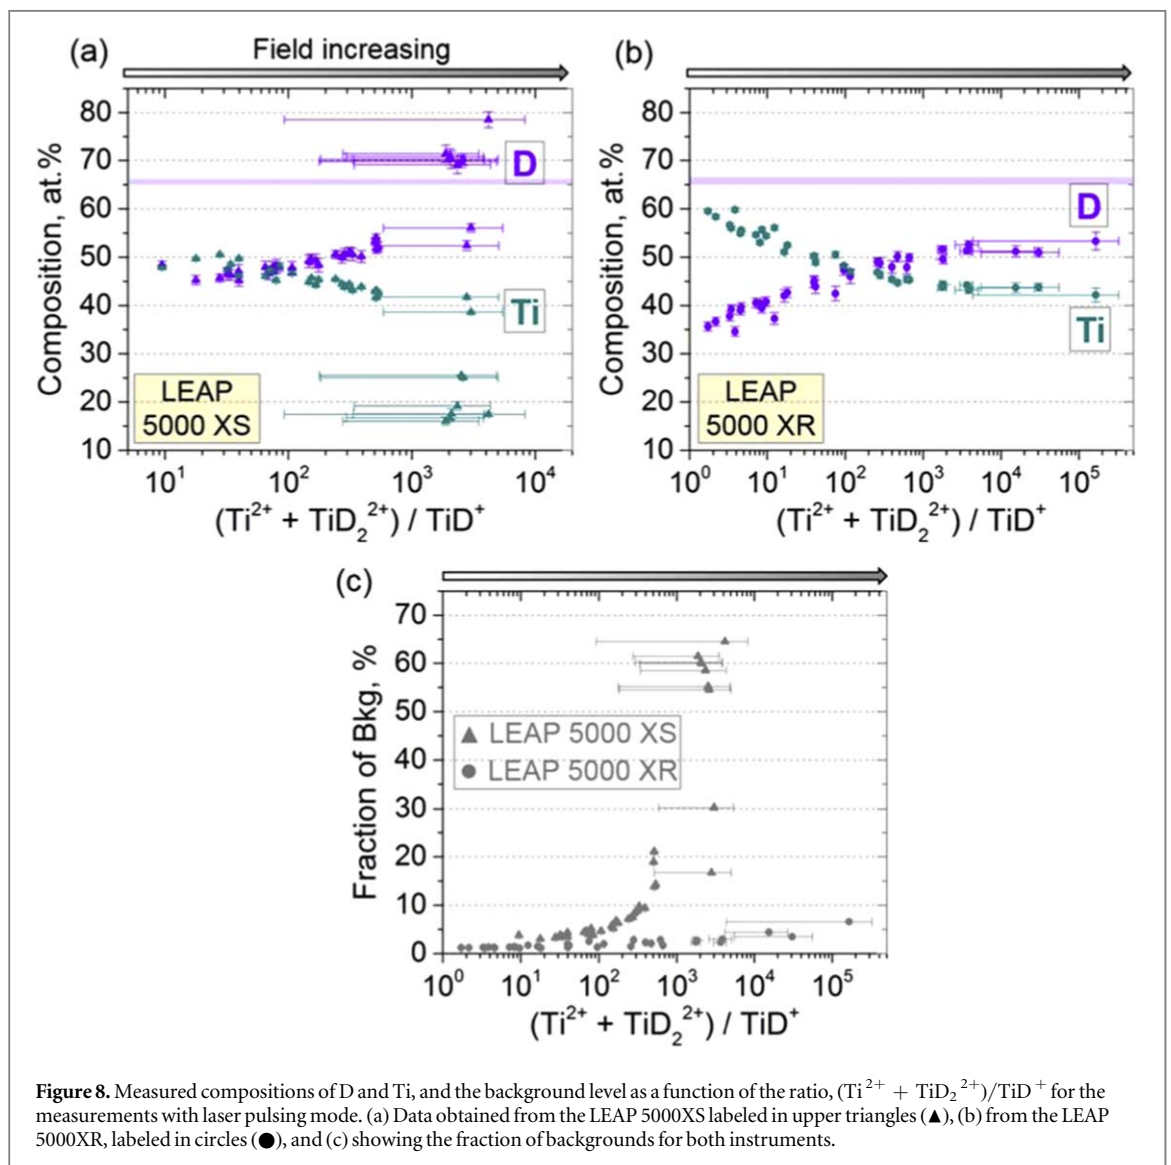 (a) Field increasing (b)
80
70
60
50
40
30
20
10
Composition, at.%
D
Ti
LEAP
5000 XS
10¹ 10² 10³ 10⁴
(Ti²⁺ + TiD₂²⁺) / TiD⁺
80
70
60
50
40
30
20
10
Composition, at.%
D
Ti
LEAP
5000 XR
10⁰ 10¹ 10² 10³ 10⁴ 10⁵
(Ti²⁺ + TiD₂²⁺) / TiD⁺
(c)
70
60
50
40
30
20
10
0
Fraction of Bkg, %
▲ LEAP 5000 XS
● LEAP 5000 XR
10⁰ 10¹ 10² 10³ 10⁴ 10⁵
(Ti²⁺ + TiD₂²⁺) / TiD⁺
Figure 8. Measured compositions of D and Ti, and the background level as a function of the ratio, (Ti²⁺ + TiD₂²⁺)/TiD⁺ for the
measurements with laser pulsing mode. (a) Data obtained from the LEAP 5000XS labeled in upper triangles (▲), (b) from the LEAP
5000XR, labeled in circles (●), and (c) showing the fraction of backgrounds for both instruments.